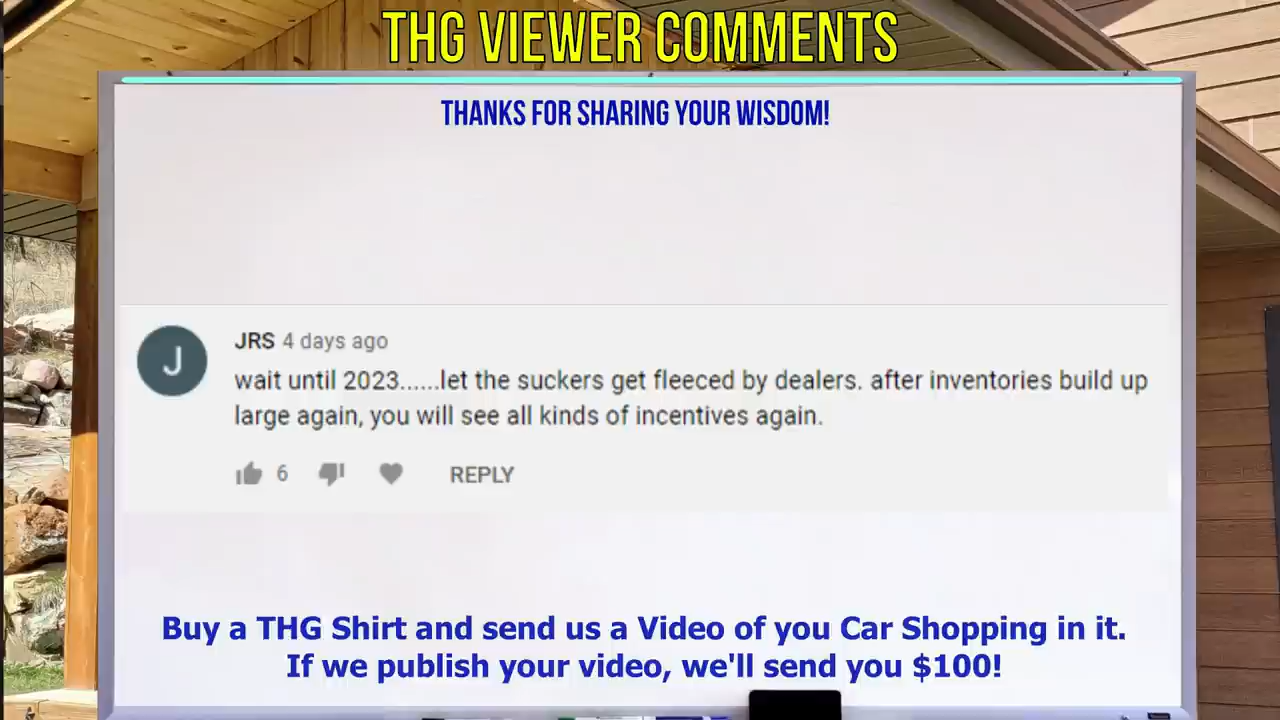 THG VIEWER COMMENTS
THANKS FOR SHARING YOUR WISDOM!
J
JRS 4 days ago
wait until 2023......let the suckers get fleeced by dealers. after inventories build up
large again, you will see all kinds of incentives again.
6 REPLY
Buy a THG Shirt and send us a Video of you Car Shopping in it.
If we publish your video, we'll send you $100!